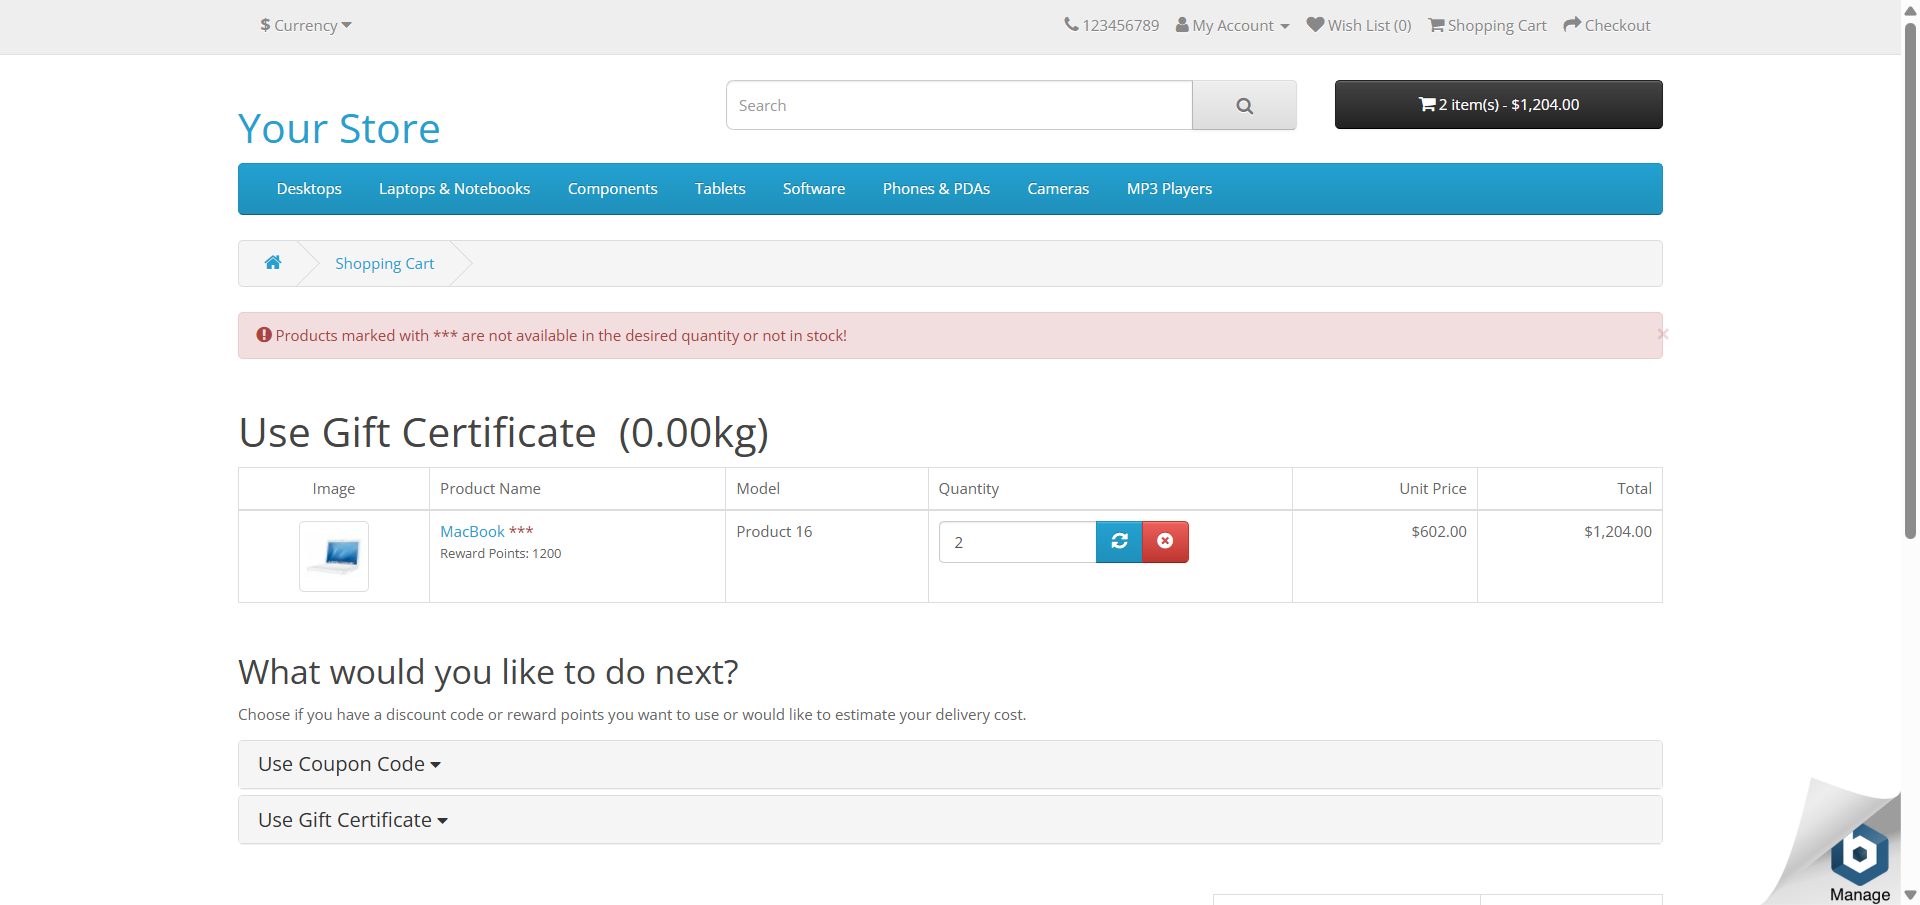 $ Currency
123456789 My Account Wish List (0) Shopping Cart Checkout
Your Store
Search
2 item(s) - $1,204.00
Desktops Laptops & Notebooks Components Tablets Software Phones & PDAs Cameras MP3 Players
Shopping Cart
Products marked with *** are not available in the desired quantity or not in stock!
×
Use Gift Certificate (0.00kg)
Image Product Name Model Quantity Unit Price Total
MacBook *** Product 16 2 $602.00 $1,204.00
Reward Points: 1200
What would you like to do next?
Choose if you have a discount code or reward points you want to use or would like to estimate your delivery cost.
Use Coupon Code
Use Gift Certificate
b
Manage